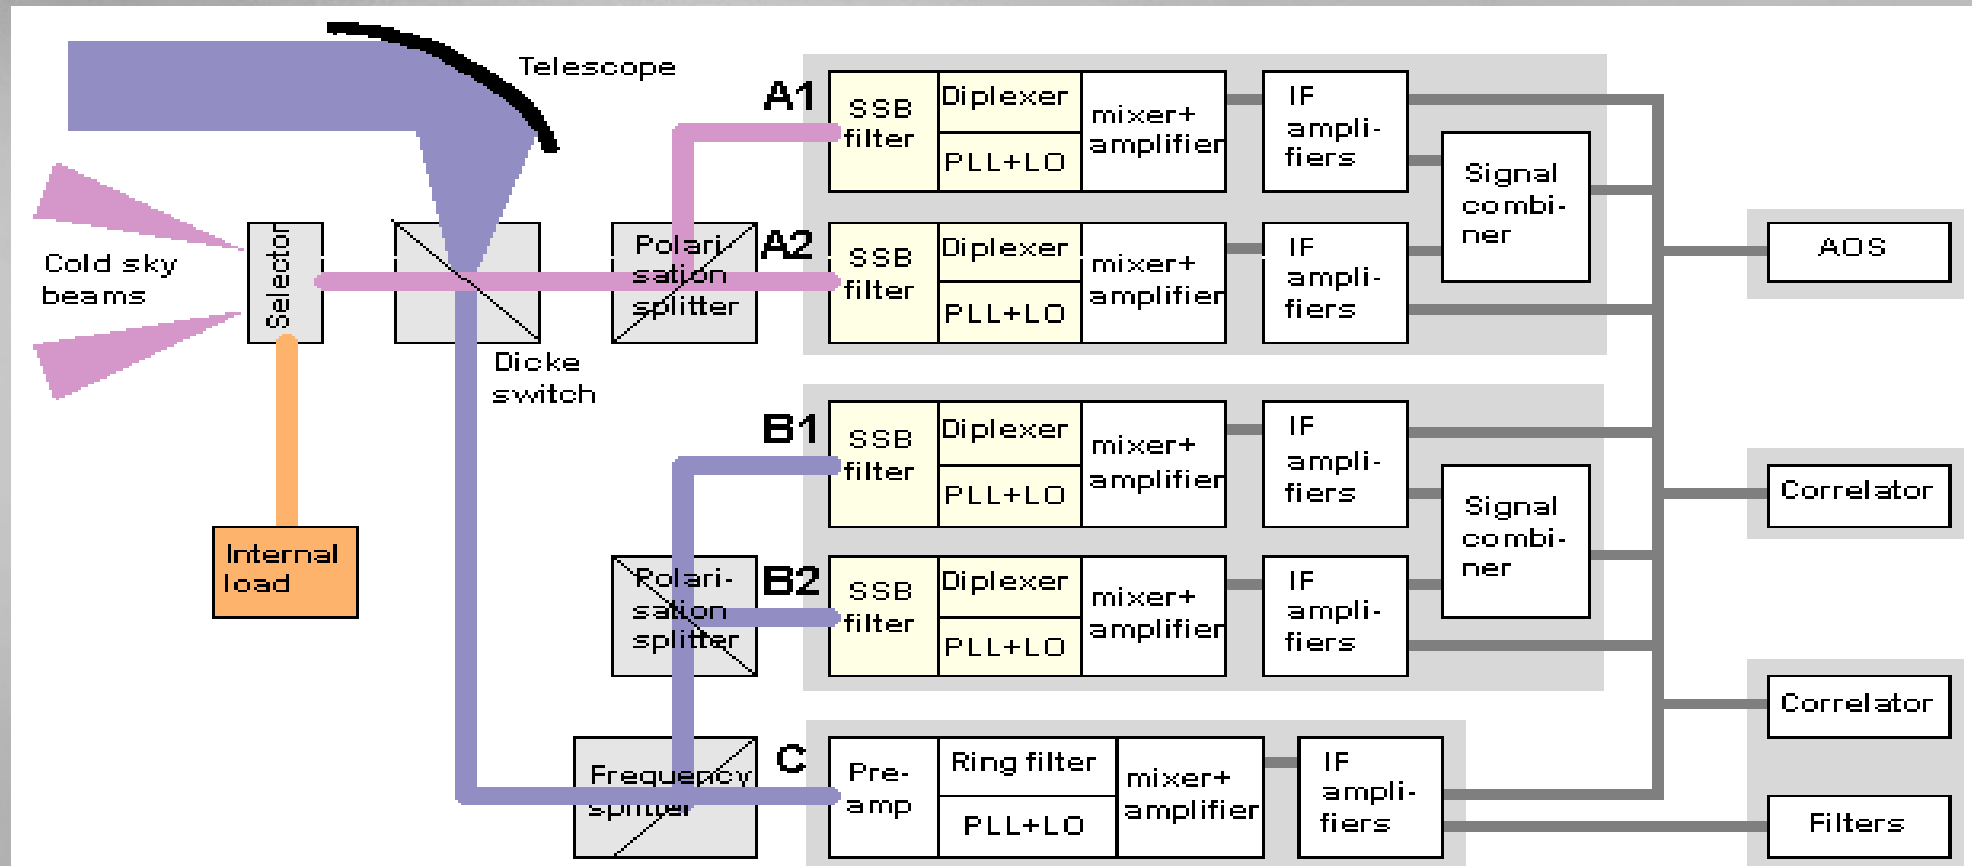 Telescope
Cold sky
beams
Selector
Internal
load
Dicke
switch
Polari
sation
splitter
Polari-
sation
splitter
Frequency
splitter
A1
SSB
filter
Diplexer
PLL+LO
mixer+
amplifier
IF
ampli-
fiers
A2
SSB
filter
Diplexer
PLL+LO
mixer+
amplifier
IF
ampli-
fiers
Signal
combi-
ner
B1
SSB
filter
Diplexer
PLL+LO
mixer+
amplifier
IF
ampli-
fiers
B2
SSB
filter
Diplexer
PLL+LO
mixer+
amplifier
IF
ampli-
fiers
Signal
combi-
ner
C
Pre-
amp
Ring filter
PLL+LO
mixer+
amplifier
IF
ampli-
fiers
AOS
Correlator
Correlator
Filters